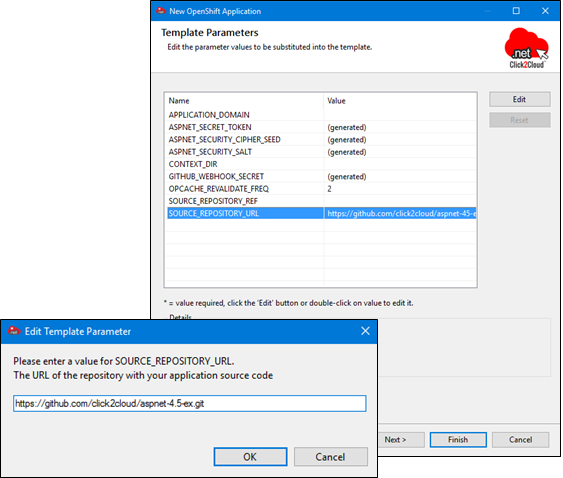 New OpenShift Application
Template Parameters
Edit the parameter values to be substituted into the template.
.net
Click2Cloud
Name Value
APPLICATION_DOMAIN
ASPNET_SECRET_TOKEN (generated)
ASPNET_SECURITY_CIPHER_SEED (generated)
ASPNET_SECURITY_SALT (generated)
CONTEXT_DIR
GITHUB_WEBHOOK_SECRET (generated)
OPCACHE_REVALIDATE_FREQ 2
SOURCE_REPOSITORY_REF
SOURCE_REPOSITORY_URL https://github.com/click2cloud/aspnet-45-e
Edit
Reset
* = value required, click the 'Edit' button or double-click on value to edit it.
Details
Next >
Finish
Cancel
Edit Template Parameter
Please enter a value for SOURCE_REPOSITORY_URL.
The URL of the repository with your application source code
https://github.com/click2cloud/aspnet-4.5-ex.git
OK
Cancel